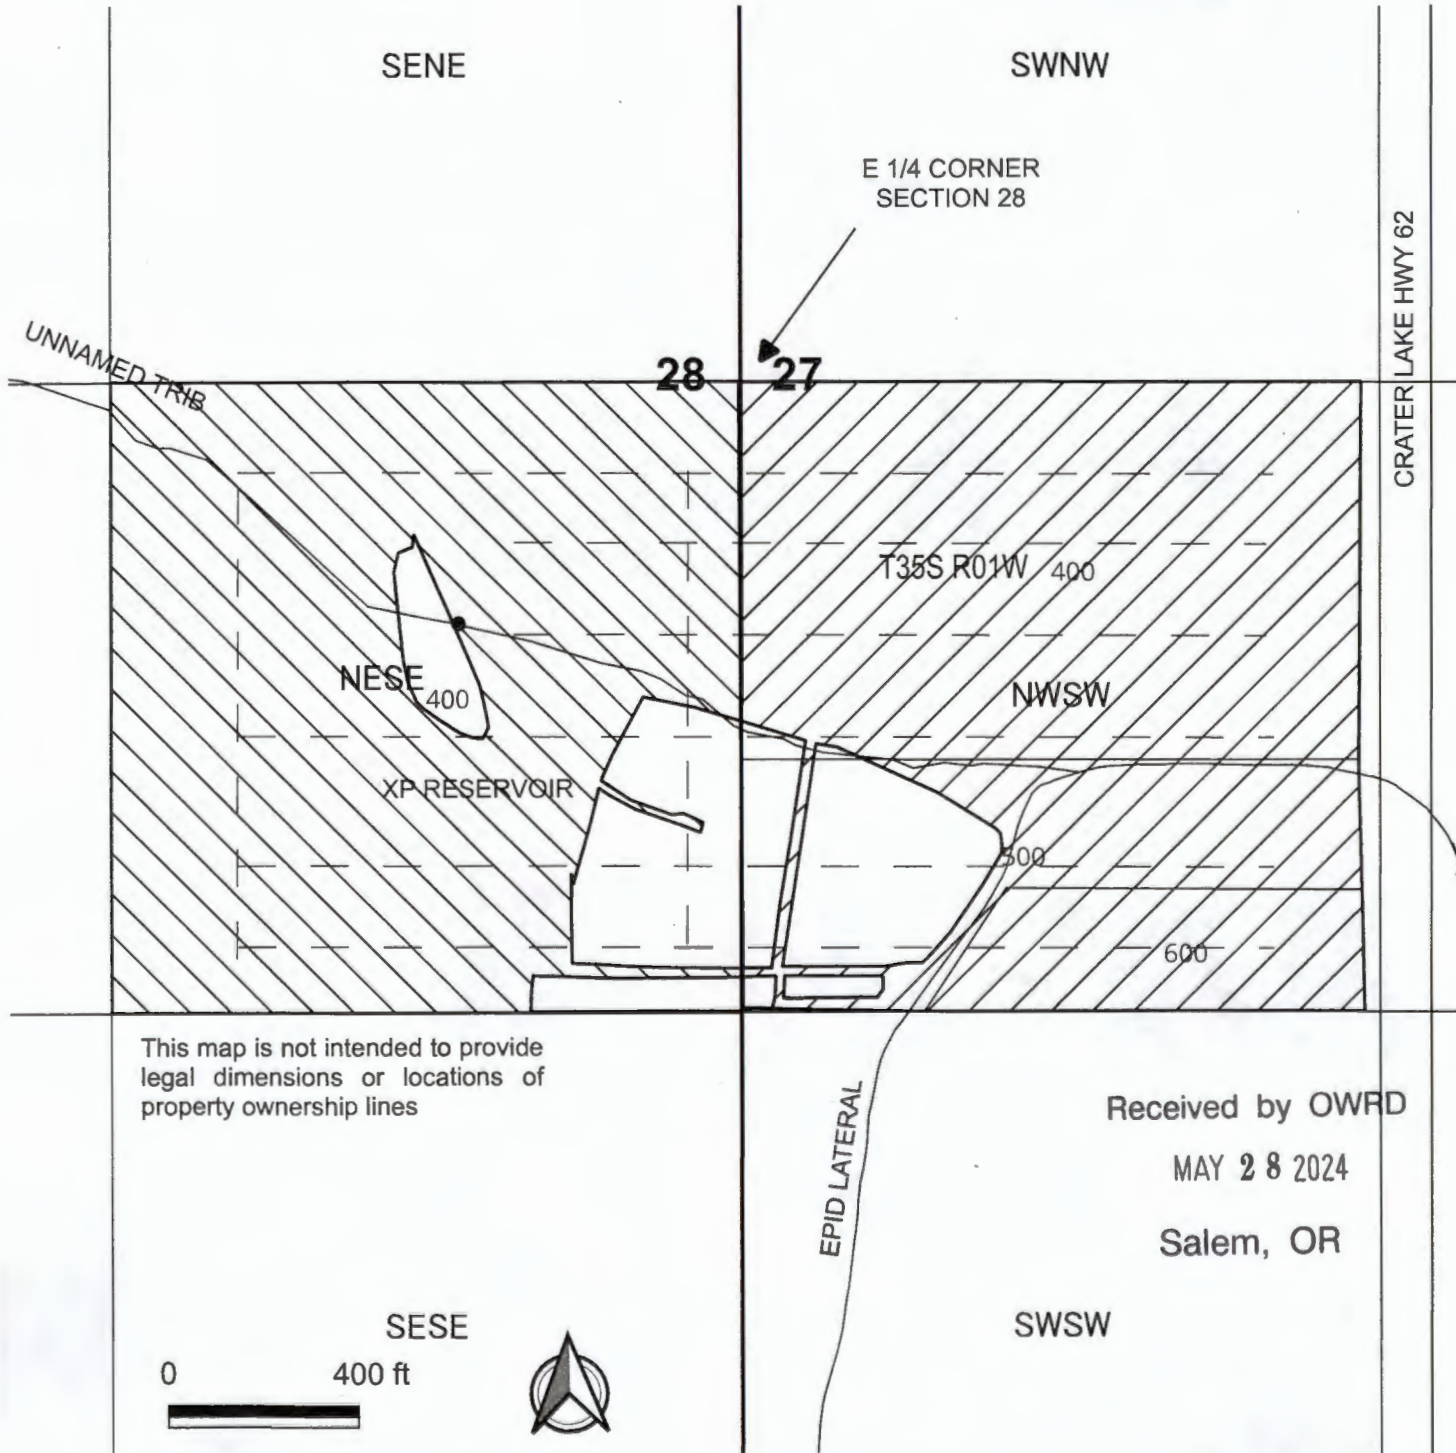 SENE
SWNW
E 1/4 CORNER
SECTION 28
CRATER LAKE HWY 62
UNNAMED TRIB
28
27
T35S R01W
400
NESE
400
NWSW
XP RESERVOIR
500
600
This map is not intended to provide
legal dimensions or locations of
property ownership lines
EPID LATERAL
Received by OWRD
MAY 28 2024
Salem, OR
SESE
SWSW
0
400 ft